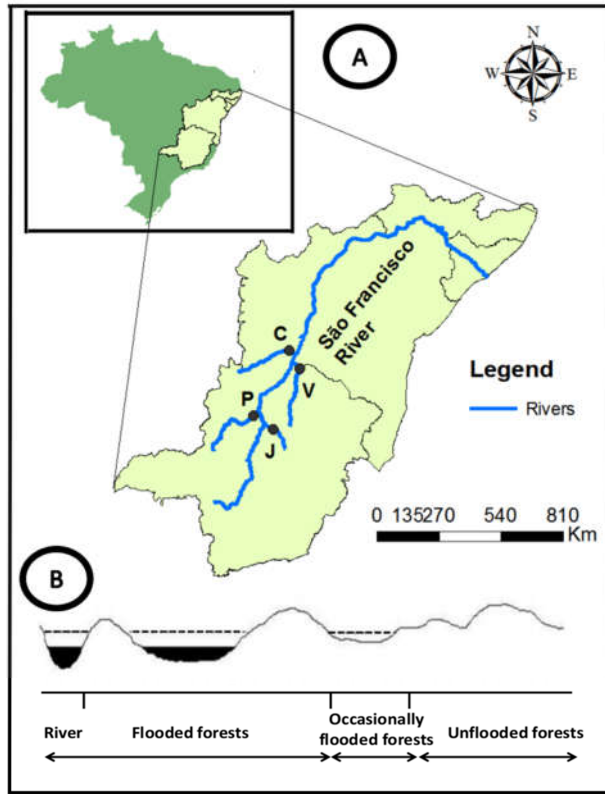 A
N
W E
S
São Francisco
River
C
V
P
J
Legend
Rivers
0 135270 540 810
Km
B
River
Flooded forests
Occasionally
flooded forests
Unflooded forests